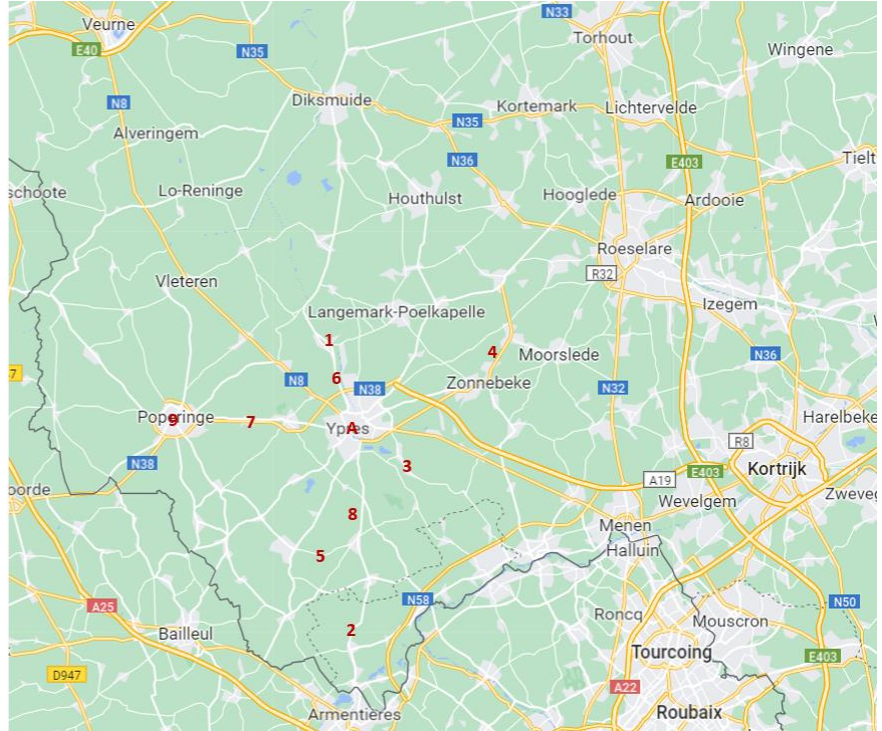 N33
Veurne
Torhout
E40
N35
Wingene
N8
Diksmuide
Kortemark
Lichtervelde
Alveringem
N35
N36
E403
Tielt
schoote
Lo-Reninge
Houthulst
Hooglede
Ardooie
Roeselare
R32
Vleteren
Izegem
Langemark-Poelkapelle
1
4
Moorslede
N36
7
N8
6
N38
Zonnebeke
N32
Poperinge
9
7
Ypres
A
Harelbeke
R8
N38
3
Kortrijk
oorde
A19
E403
Wevelgem
Zweveg
8
Menen
Halluin
5
N58
A25
Bailleul
2
Roncq
Mouscron
N50
D947
Tourcoing
E403
A22
Armentieres
Roubaix